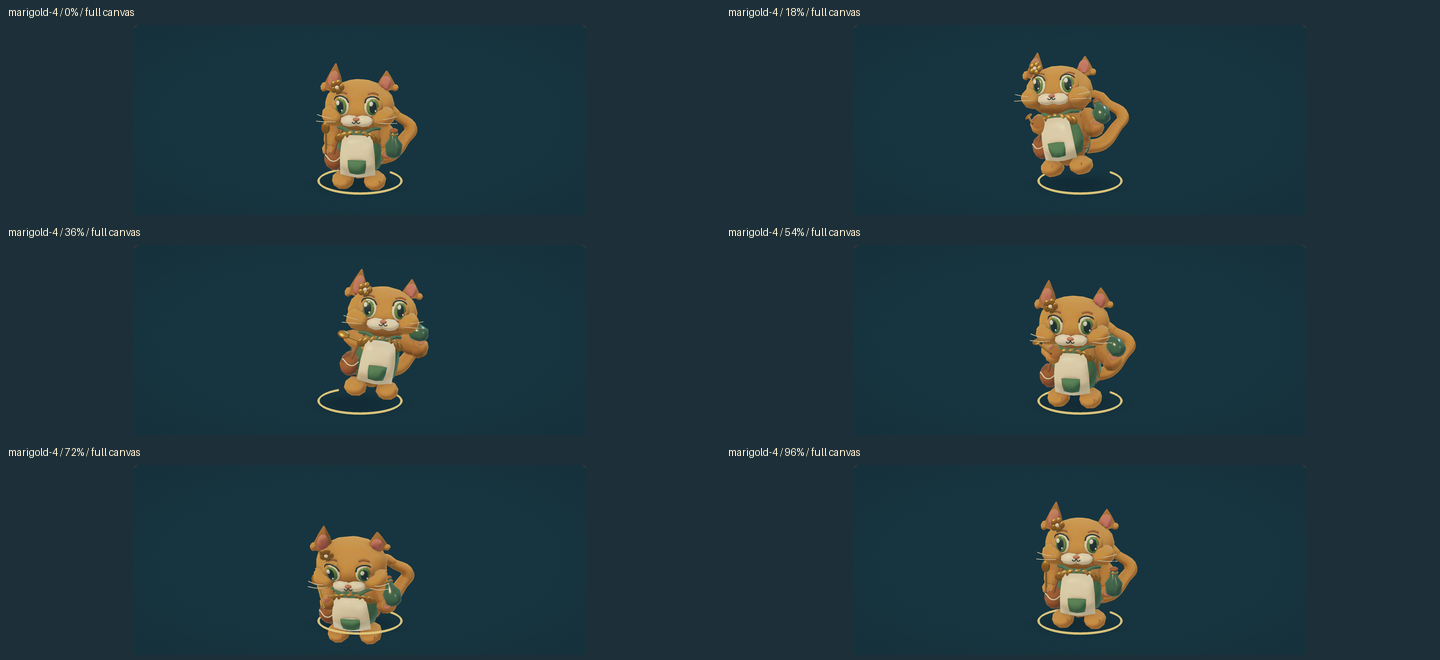 marigold-4 / 0% / full canvas
marigold-4 / 18% / full canvas
marigold-4 / 36% / full canvas
marigold-4 / 54% / full canvas
marigold-4 / 72% / full canvas
marigold-4 / 96% / full canvas